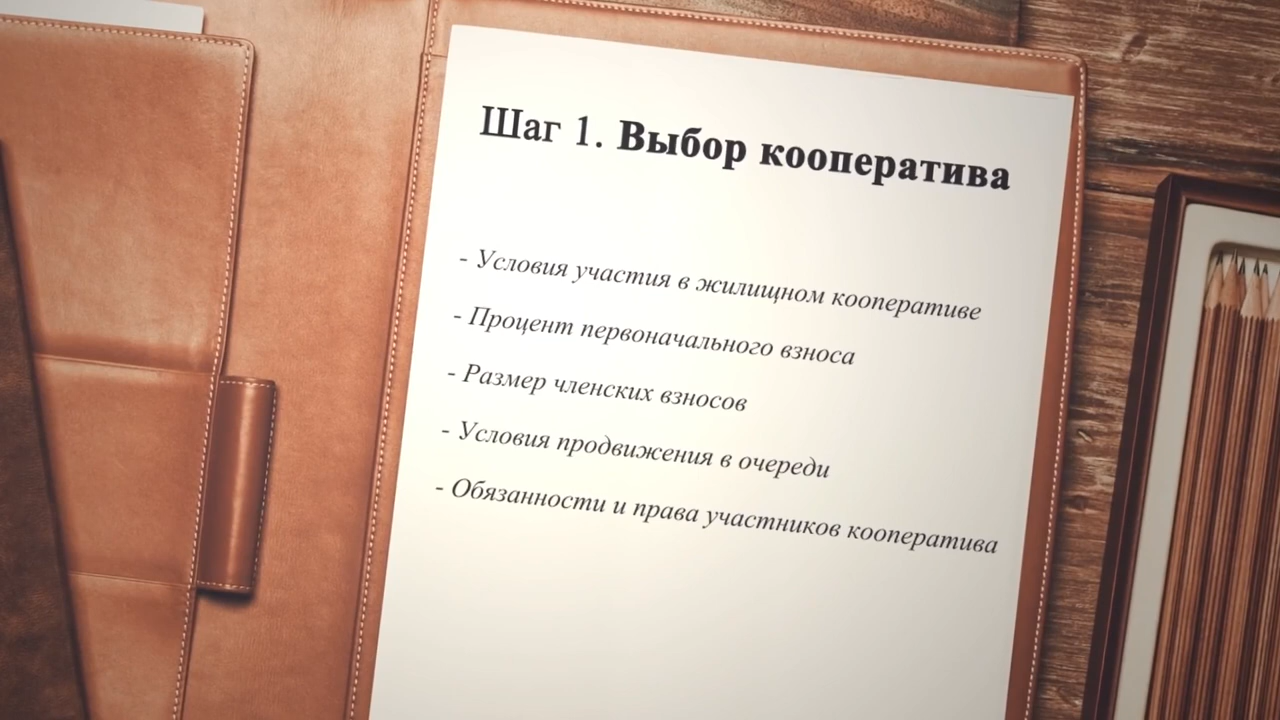 Шаг 1. Выбор кооператива
- Условия участия в жилищном кооперативе
- Процент первоначального взноса
- Размер членских взносов
- Условия продвижения в очереди
- Обязанности и права участников кооператива